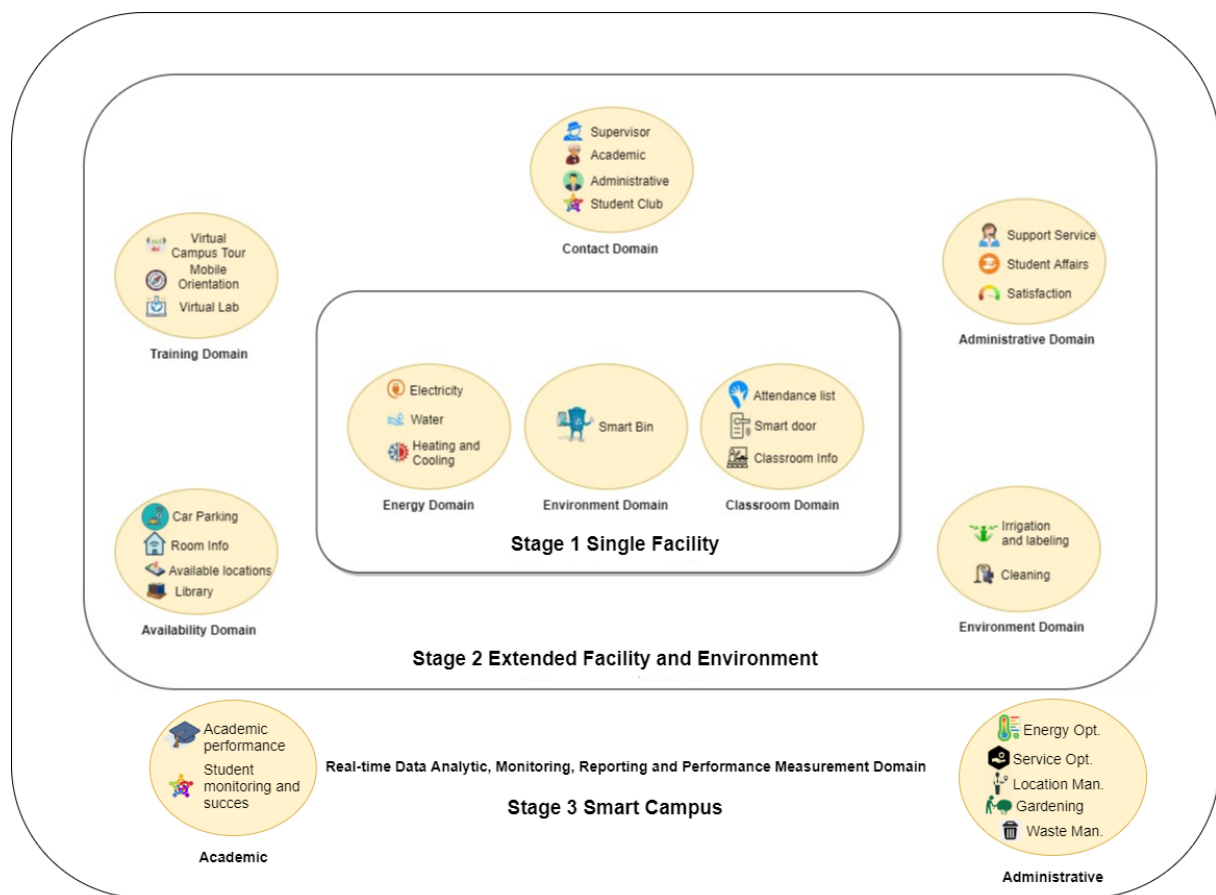 Supervisor
Academic
Administrative
Student Club
Contact Domain
Virtual
Campus Tour
Mobile
Orientation
Virtual Lab
Training Domain
Support Service
Student Affairs
Satisfaction
Administrative Domain
Electricity
Water
Heating and
Cooling
Energy Domain
Smart Bin
Environment Domain
Attendance list
Smart door
Classroom Info
Classroom Domain
Stage 1 Single Facility
Car Parking
Room Info
Available locations
Library
Availability Domain
Irrigation
and labeling
Cleaning
Environment Domain
Stage 2 Extended Facility and Environment
Academic
performance
Student
monitoring and
succes
Academic
Real-time Data Analytic, Monitoring, Reporting and Performance Measurement Domain
Stage 3 Smart Campus
Energy Opt.
Service Opt.
Location Man.
Gardening
Waste Man.
Administrative